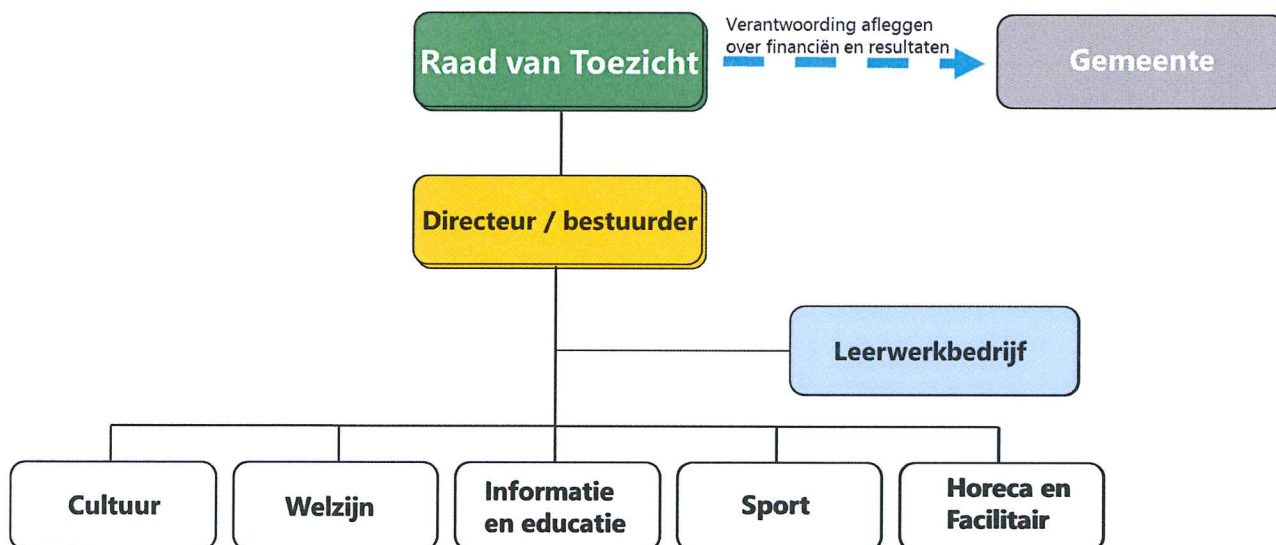 Raad van Toezicht
Verantwoording afleggen
over financiën en resultaten
Gemeente
Directeur / bestuurder
Leerwerkbedrijf
Cultuur
Welzijn
Informatie
en educatie
Sport
Horeca en
Facilitair